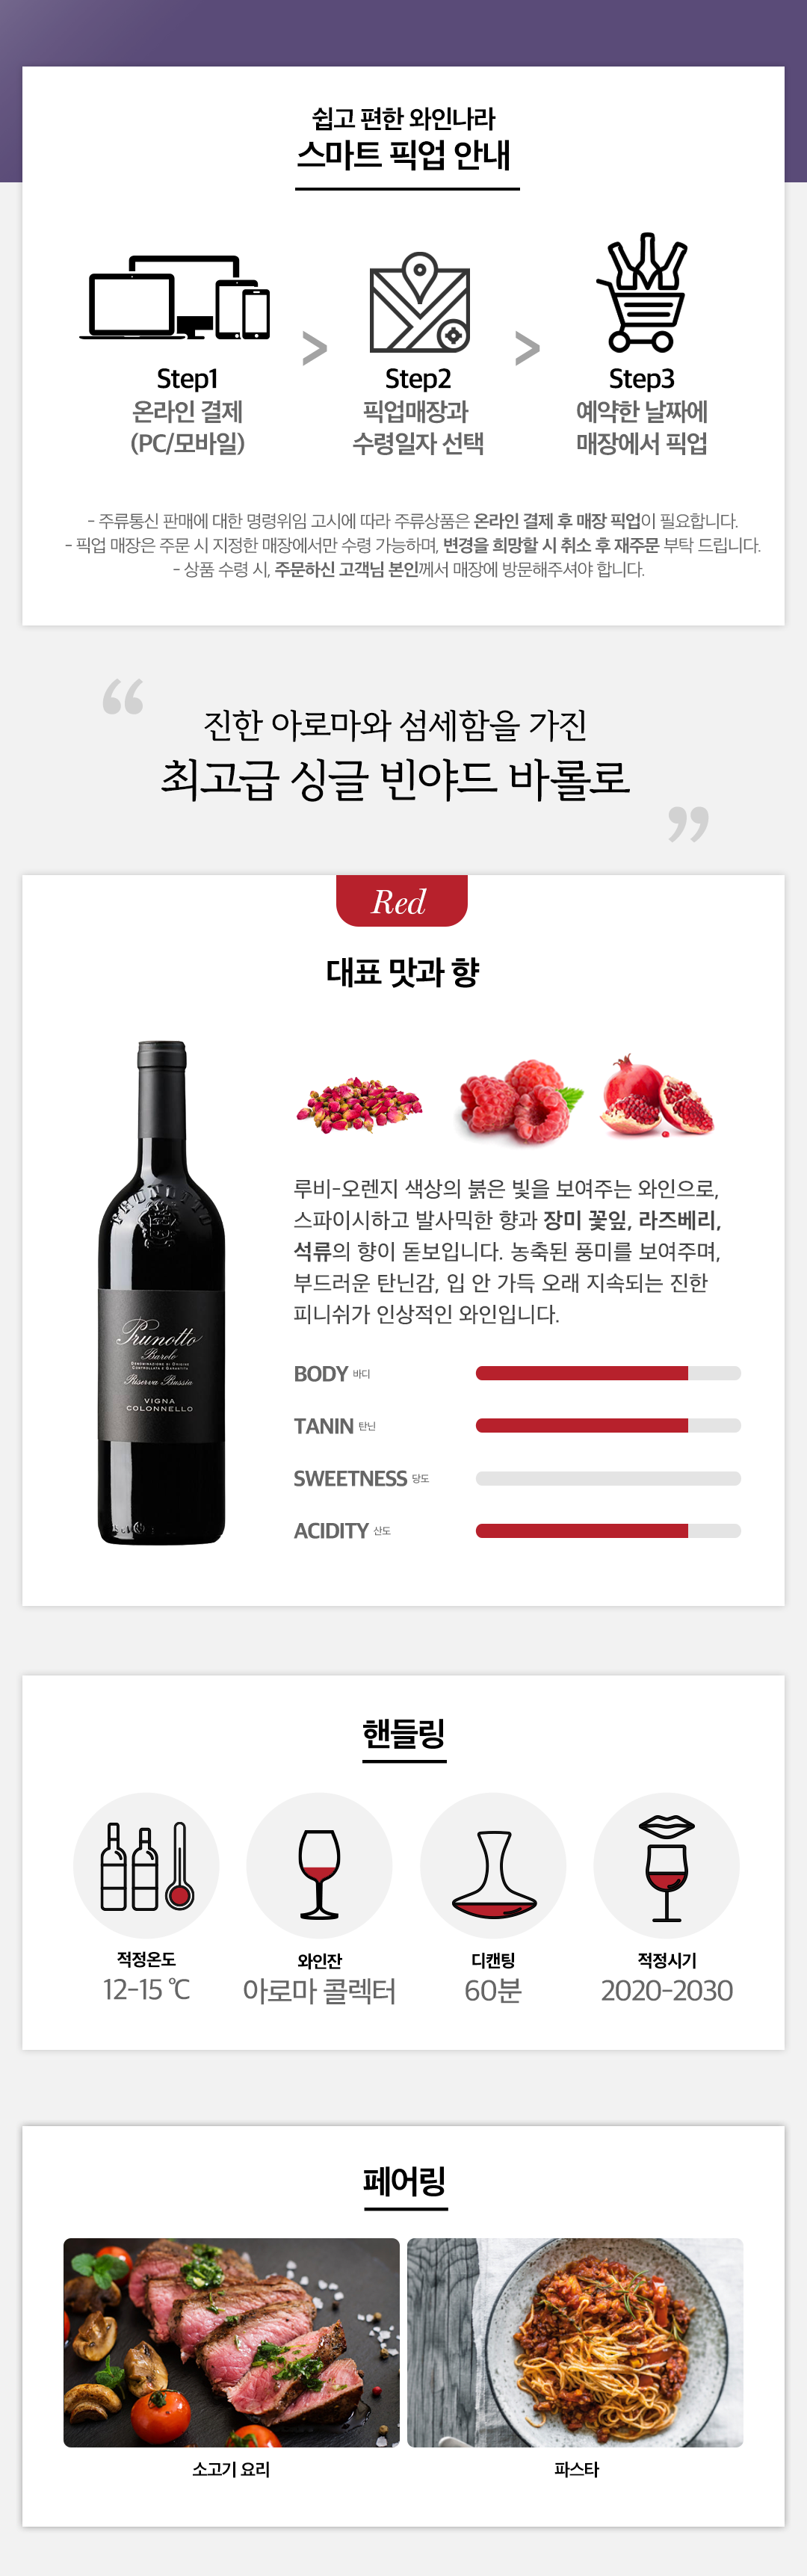 쉽고 편한 와인나라
스마트 픽업 안내
Step1
온라인 결제
(PC/모바일)
>
Step2
픽업매장과
수령일자 선택
>
Step3
예약한 날짜에
매장에서 픽업
- 주류통신 판매에 대한 명령위임 고시에 따라 주류상품은 온라인 결제 후 매장 픽업이 필요합니다.
- 픽업 매장은 주문 시 지정한 매장에서만 수령 가능하며, 변경을 희망할 시 취소 후 재주문 부탁 드립니다.
- 상품 수령 시, 주문하신 고객님 본인께서 매장에 방문해주셔야 합니다.
“
진한 아로마와 섬세함을 가진
최고급 싱글 빈야드 바롤로
”
Red
대표 맛과 향
PRUNOTTO
Prunotto
Barolo
DENOMINAZIONE DI ORIGINE
CONTROLLATA E GARANTITA
Riserva Bussia
VIGNA
COLONNELLO
루비-오렌지 색상의 붉은 빛을 보여주는 와인으로,
스파이시하고 발사믹한 향과 장미 꽃잎, 라즈베리,
석류의 향이 돋보입니다. 농축된 풍미를 보여주며,
부드러운 탄닌감, 입 안 가득 오래 지속되는 진한
피니쉬가 인상적인 와인입니다.
BODY 바디
TANIN 탄닌
SWEETNESS 당도
ACIDITY 산도
핸들링
적정온도
12-15 ℃
와인잔
아로마 콜렉터
디캔팅
60분
적정시기
2020-2030
페어링
소고기 요리
파스타